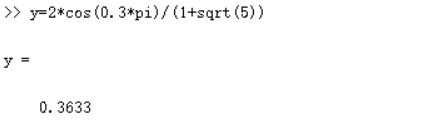 >> y=2*cos(0.3*pi)/(1+sqrt(5))
y =
0.3633